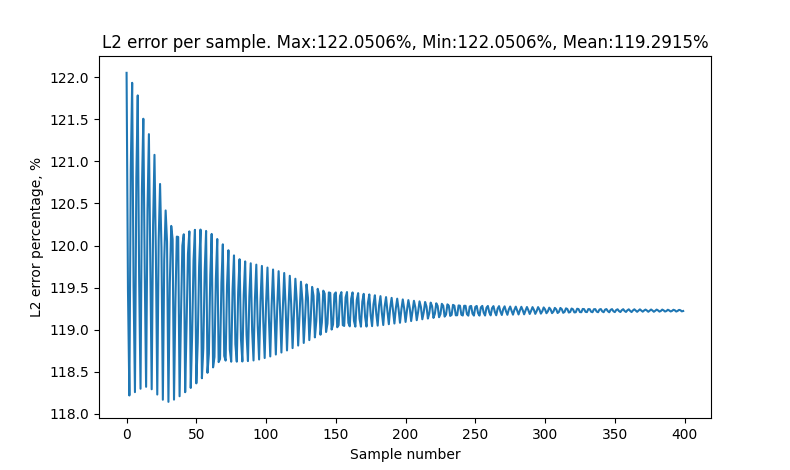 L2 error per sample. Max:122.0506%, Min:122.0506%, Mean:119.2915%
L2 error percentage, %
122.0
121.5
121.0
120.5
120.0
119.5
119.0
118.5
118.0
0 50 100 150 200 250 300 350 400
Sample number